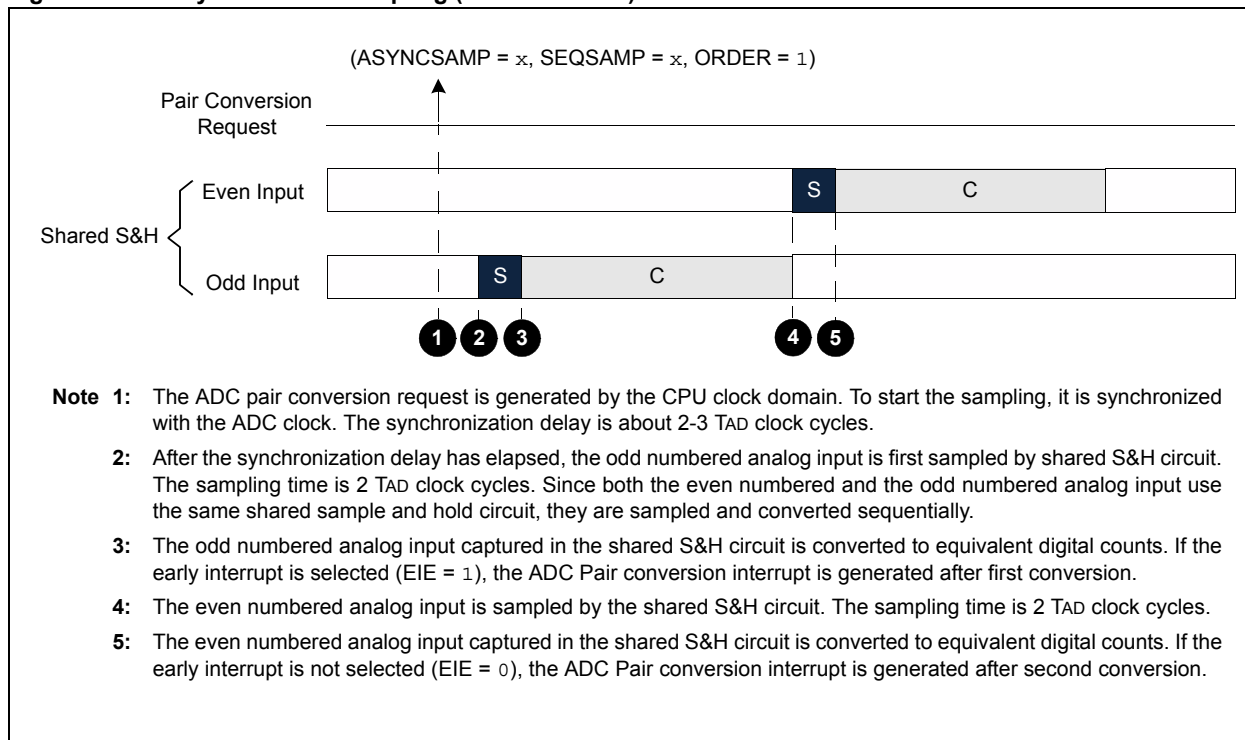 (ASYNCSAMP = x, SEQSAMP = x, ORDER = 1)
Pair Conversion
Request
Even Input
S
C
Shared S&H
Odd Input
S
C
1
2
3
4
5
Note 1: The ADC pair conversion request is generated by the CPU clock domain. To start the sampling, it is synchronized
with the ADC clock. The synchronization delay is about 2-3 TAD clock cycles.
2: After the synchronization delay has elapsed, the odd numbered analog input is first sampled by shared S&H circuit.
The sampling time is 2 TAD clock cycles. Since both the even numbered and the odd numbered analog input use
the same shared sample and hold circuit, they are sampled and converted sequentially.
3: The odd numbered analog input captured in the shared S&H circuit is converted to equivalent digital counts. If the
early interrupt is selected (EIE = 1), the ADC Pair conversion interrupt is generated after first conversion.
4: The even numbered analog input is sampled by the shared S&H circuit. The sampling time is 2 TAD clock cycles.
5: The even numbered analog input captured in the shared S&H circuit is converted to equivalent digital counts. If the
early interrupt is not selected (EIE = 0), the ADC Pair conversion interrupt is generated after second conversion.